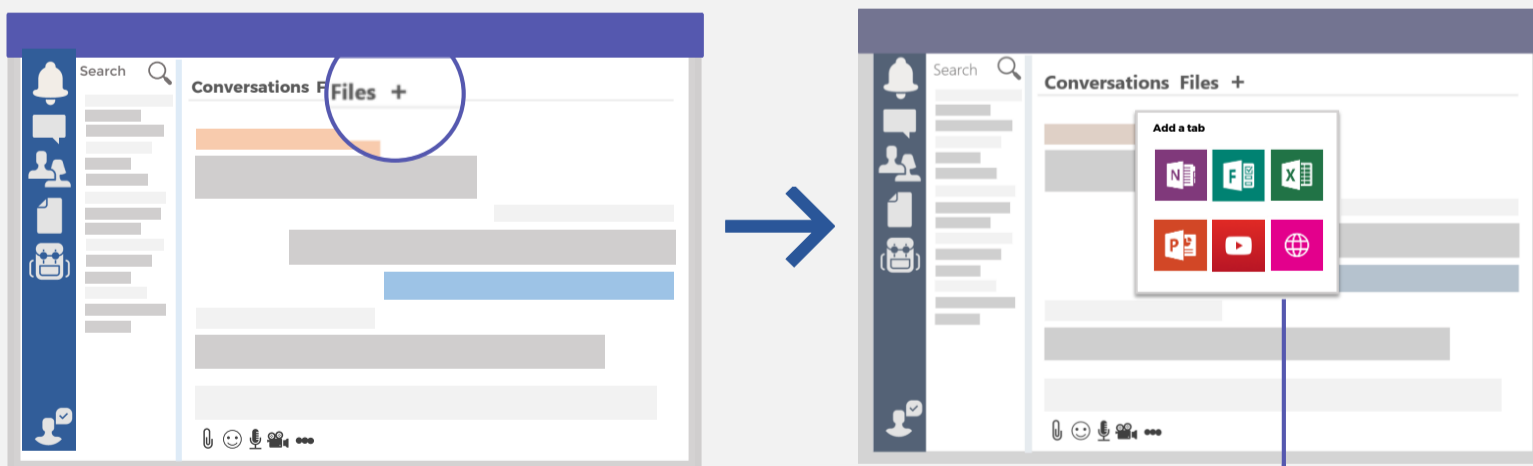 Search
Conversations F Files +
Search
Conversations Files +
Add a tab
N F X
P